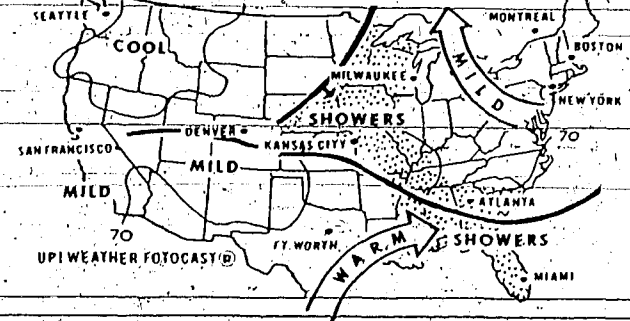 SEATTLE
MONTREAL
COOL
BOSTON
MILD
MILWAUKEE
NEW YORK
SHOWERS
DENVER
70
SAN FRANCISCO
KANSAS CITY
MILD
MILD
ATLANTA
70
SHOWERS
FT. WORTH
WARM
UPI WEATHER FOTOCAST ®
MIAMI